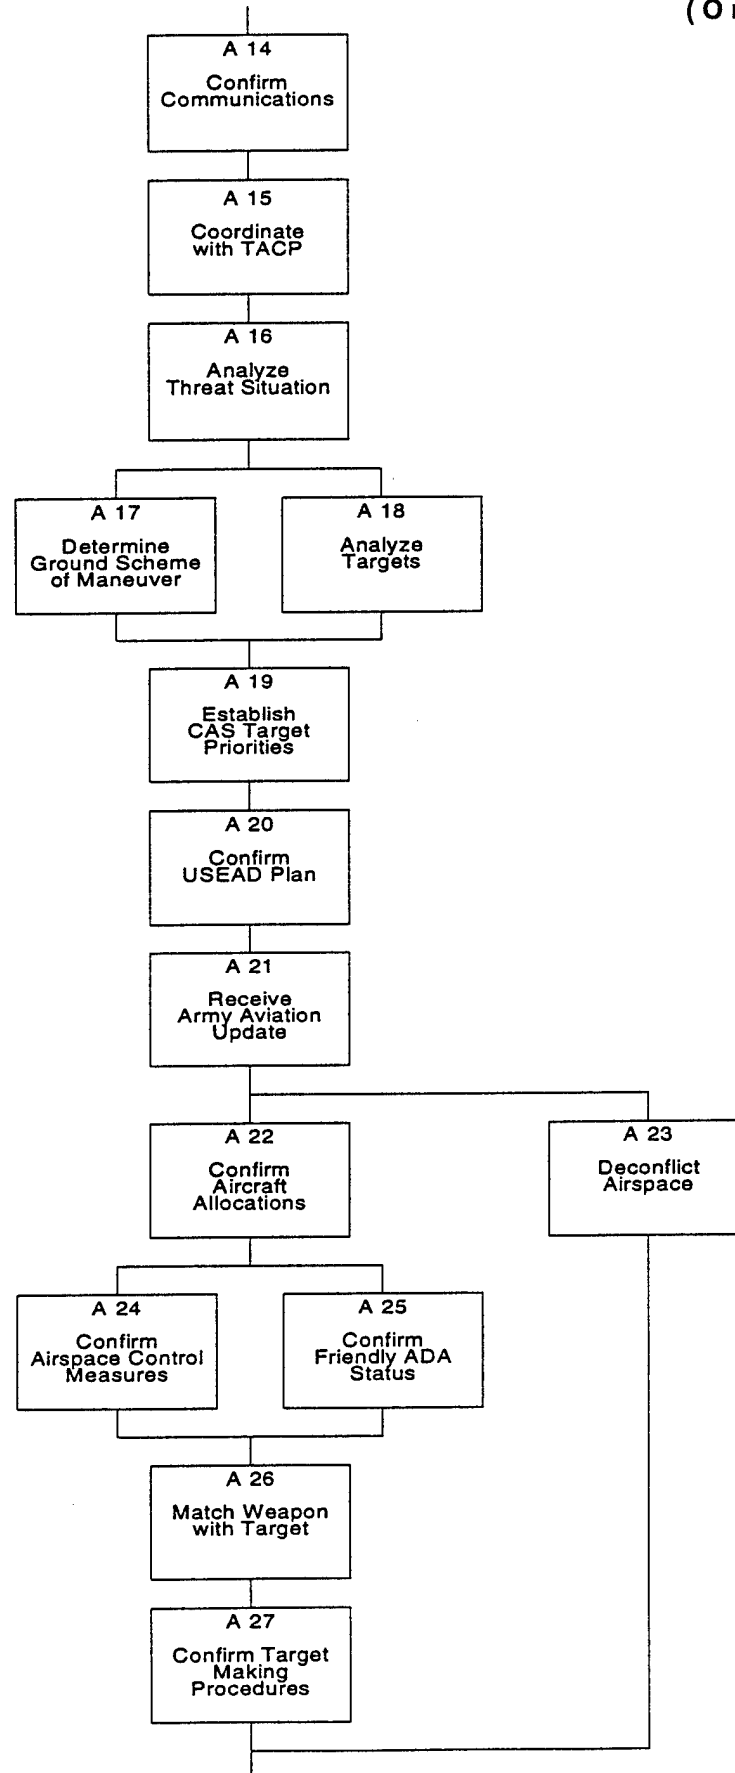 (O
A 14
Confirm
Communications
A 15
Coordinate
with TACP
A 16
Analyze
Threat Situation
A 17
Determine
Ground Scheme
of Maneuver
A 18
Analyze
Targets
A 19
Establish
CAS Target
Priorities
A 20
Confirm
USEAD Plan
A 21
Receive
Army Aviation
Update
A 22
Confirm
Aircraft
Allocations
A 23
Deconflict
Airspace
A 24
Confirm
Airspace Control
Measures
A 25
Confirm
Friendly ADA
Status
A 26
Match Weapon
with Target
A 27
Confirm Target
Making
Procedures